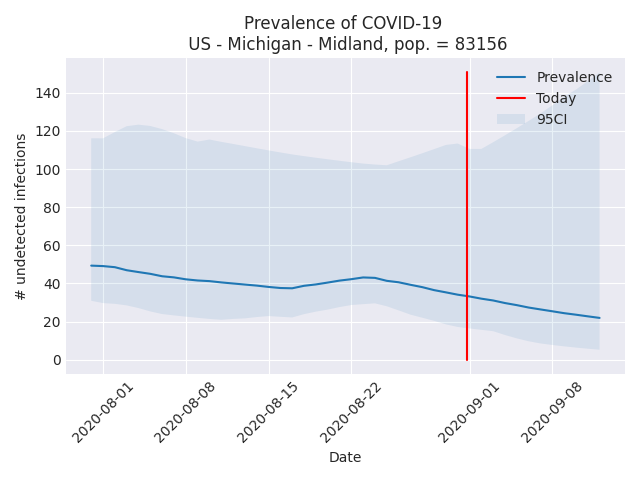 Prevalence of COVID-19
US - Michigan - Midland, pop. = 83156
Prevalence
Today
95CI
140
120
100
80
60
40
20
0
# undetected infections
2020-08-01
2020-08-08
2020-08-15
2020-08-22
2020-09-01
2020-09-08
Date